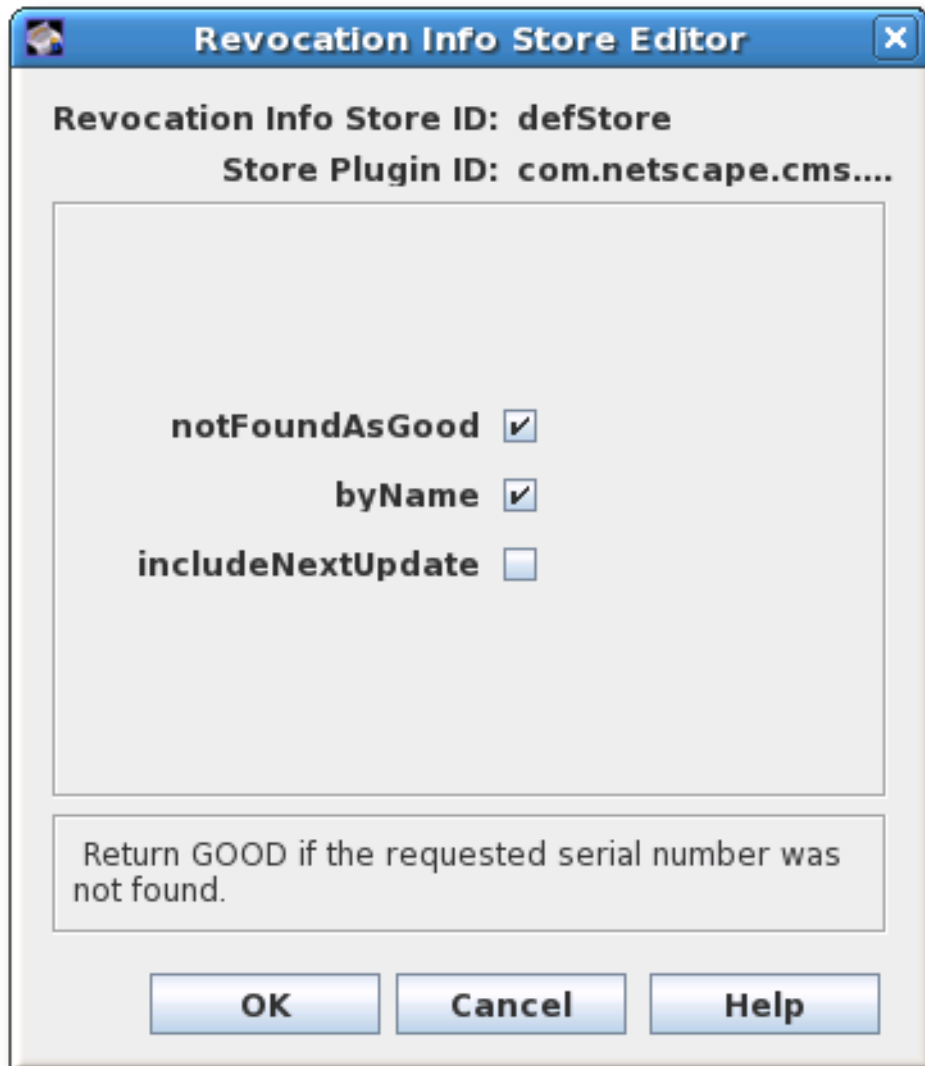 Revocation Info Store Editor
Revocation Info Store ID: defStore
Store Plugin ID: com.netscape.cms....
notFoundAsGood
byName
includeNextUpdate
Return GOOD if the requested serial number was
not found.
OK Cancel Help